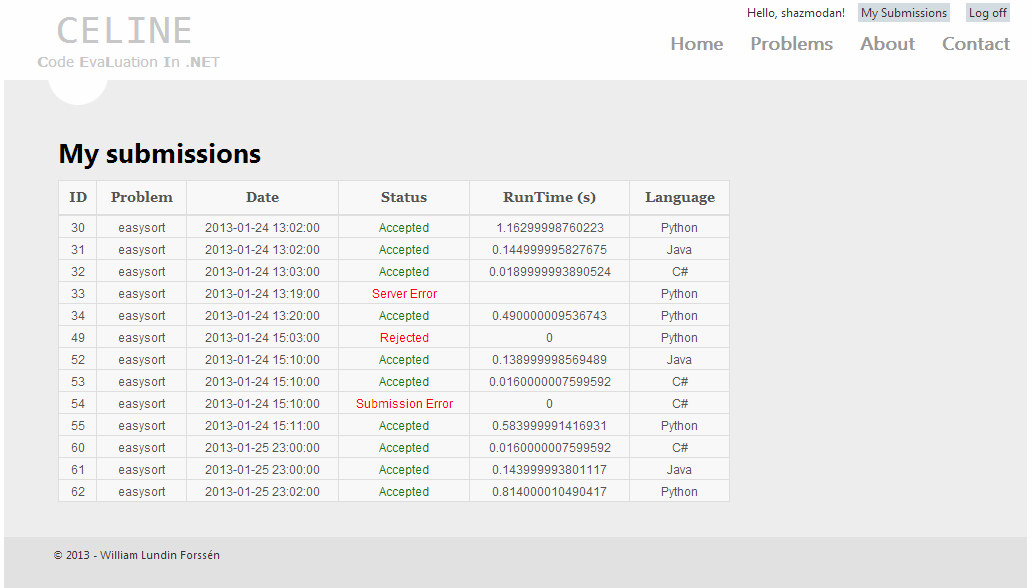 Hello, shazmodan! My Submissions Log off
CELINE
Code EvaLuation In .NET
Home Problems About Contact
My submissions
ID Problem Date Status RunTime (s) Language
30 easysort 2013-01-24 13:02:00 Accepted 1.16299998760223 Python
31 easysort 2013-01-24 13:02:00 Accepted 0.144999995827675 Java
32 easysort 2013-01-24 13:03:00 Accepted 0.0189999993890524 C#
33 easysort 2013-01-24 13:19:00 Server Error Python
34 easysort 2013-01-24 13:20:00 Accepted 0.490000009536743 Python
49 easysort 2013-01-24 15:03:00 Rejected 0 Python
52 easysort 2013-01-24 15:10:00 Accepted 0.138999998569489 Java
53 easysort 2013-01-24 15:10:00 Accepted 0.0160000007599592 C#
54 easysort 2013-01-24 15:10:00 Submission Error 0 C#
55 easysort 2013-01-24 15:11:00 Accepted 0.583999991416931 Python
60 easysort 2013-01-25 23:00:00 Accepted 0.0160000007599592 C#
61 easysort 2013-01-25 23:00:00 Accepted 0.143999993801117 Java
62 easysort 2013-01-25 23:02:00 Accepted 0.814000010490417 Python
© 2013 - William Lundin Forssén